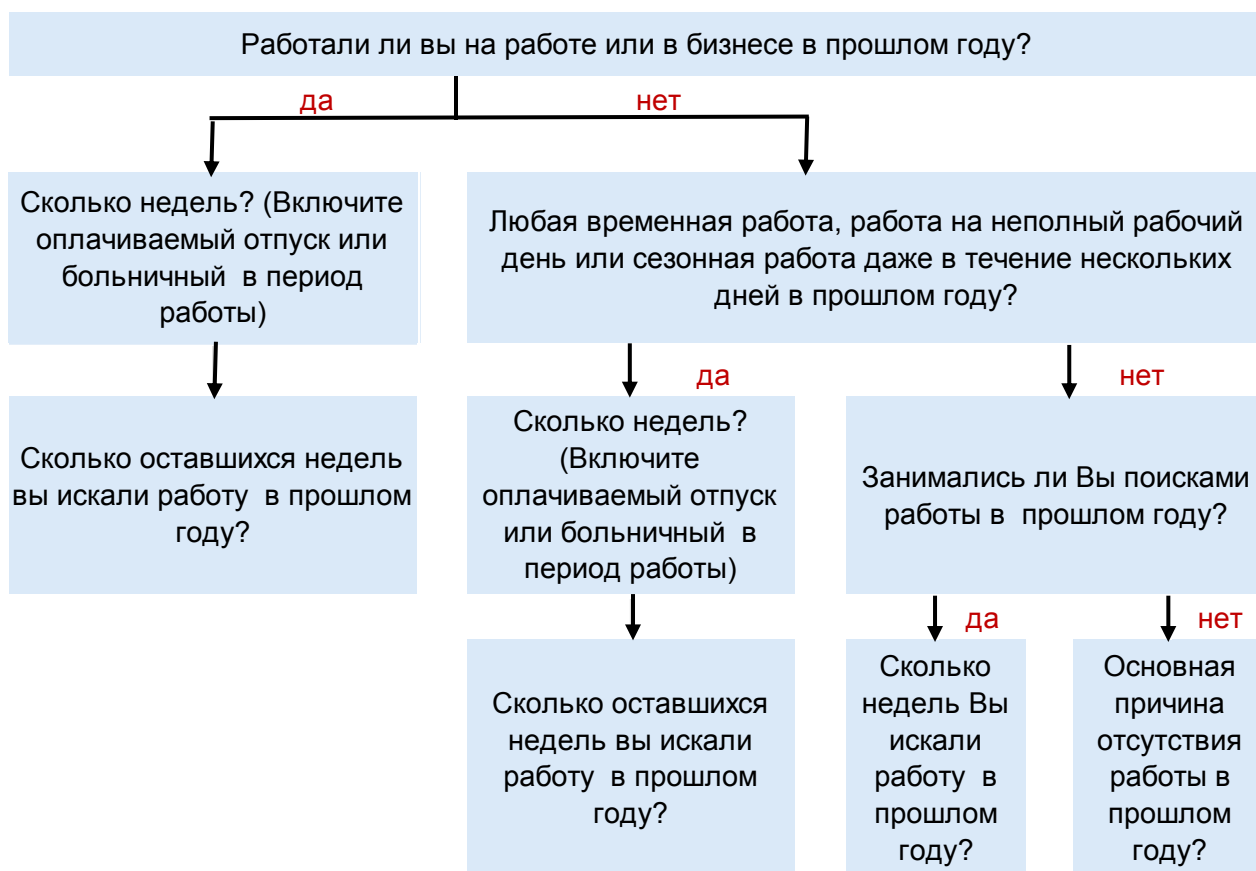 Работали ли вы на работе или в бизнесе в прошлом году?
да
нет
Сколько недель? (Включите
оплачиваемый отпуск или
больничный в период
работы)
Любая временная работа, работа на неполный рабочий
день или сезонная работа даже в течение нескольких
дней в прошлом году?
да
нет
Сколько оставшихся недель
вы искали работу в прошлом
году?
Сколько недель?
(Включите
оплачиваемый отпуск
или больничный в
период работы)
Занимались ли Вы поисками
работы в прошлом году?
да
нет
Сколько оставшихся
недель вы искали
работу в прошлом
году?
Сколько
недель Вы
искали
работу в
прошлом
году?
Основная
причина
отсутствия
работы в
прошлом
году?